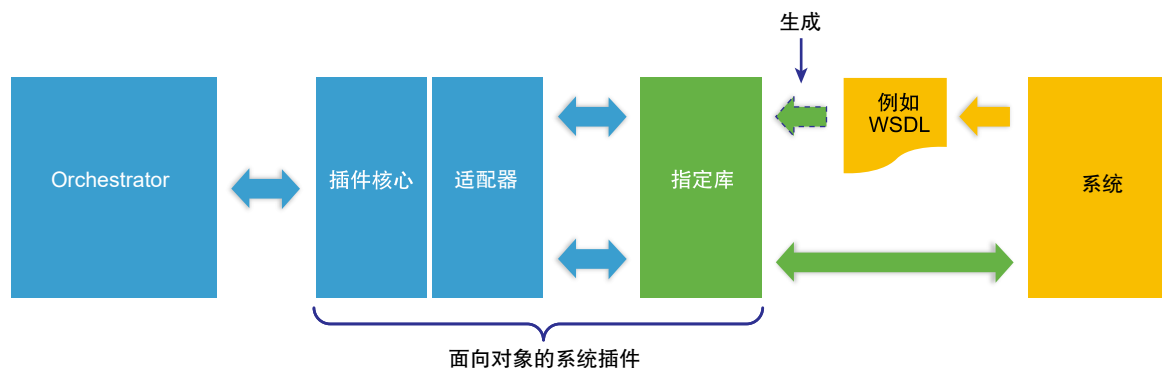 生成
例如
WSDL
Orchestrator
插件核心
适配器
指定库
系统
面向对象的系统插件